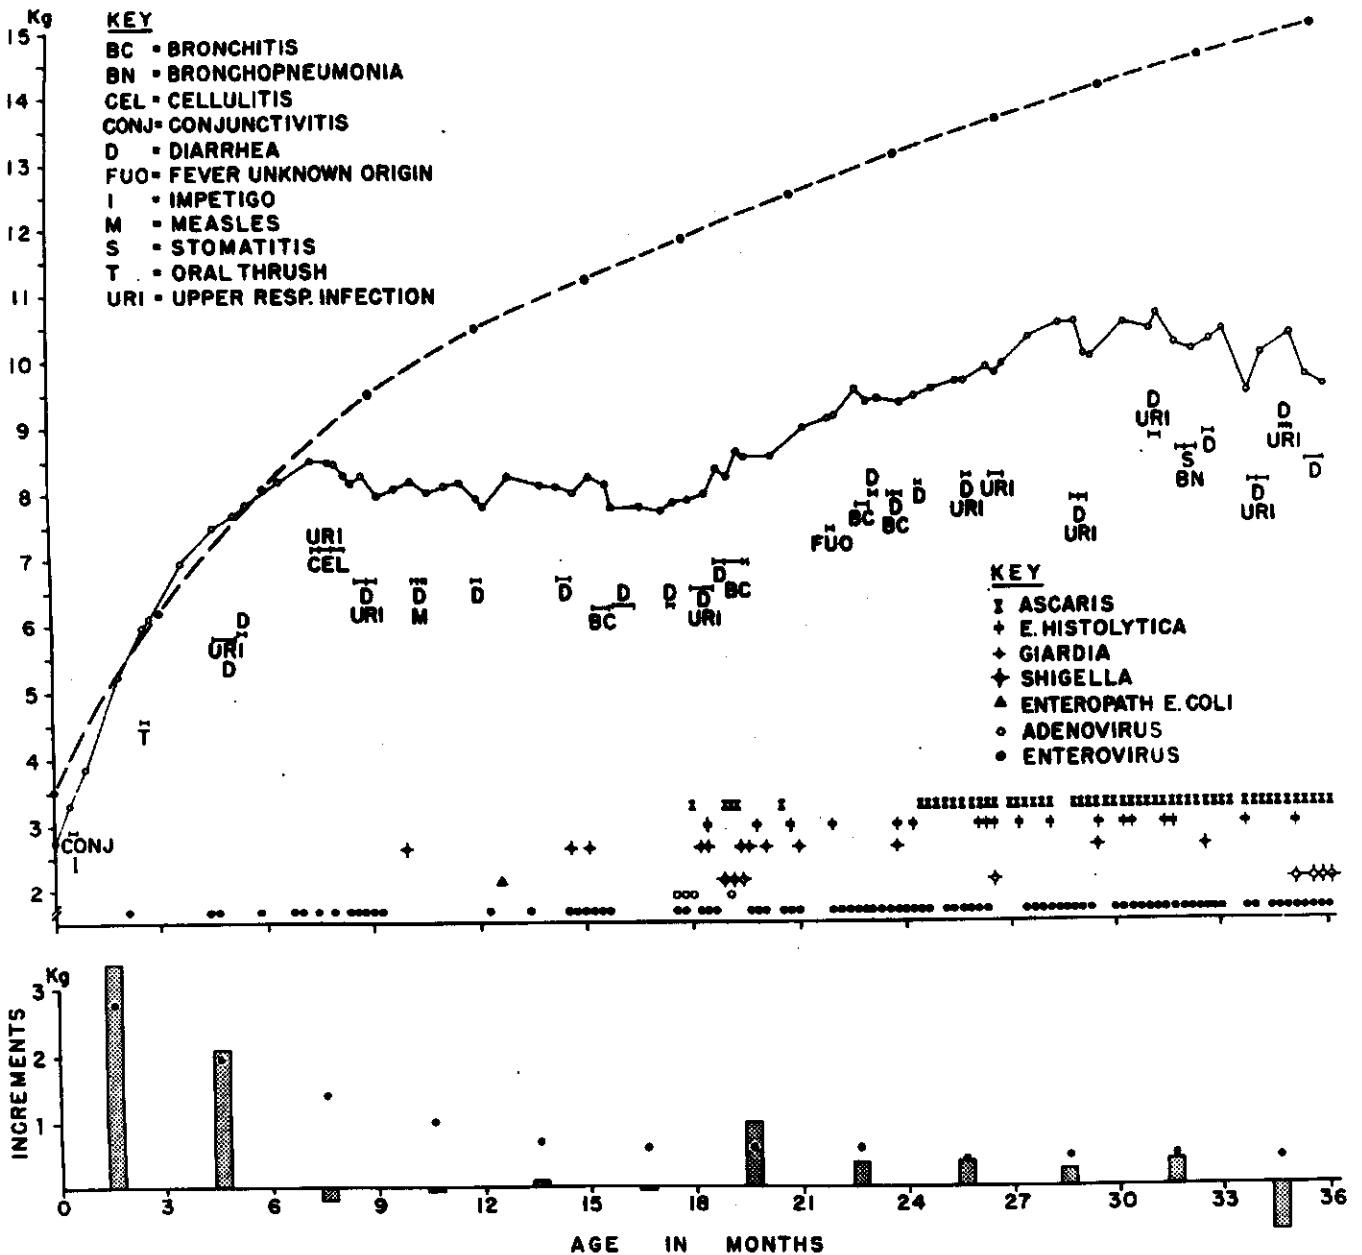 Kg
KEY
BC = BRONCHITIS
BN = BRONCHOPNEUMONIA
CEL = CELLULITIS
CONJ = CONJUNCTIVITIS
D = DIARRHEA
FUO = FEVER UNKNOWN ORIGIN
I = IMPETIGO
M = MEASLES
S = STOMATITIS
T = ORAL THRUSH
URI = UPPER RESP. INFECTION
15
14
13
12
11
10
9
8
7
6
5
4
3
2
CONJ
I
T
URI
D
D
URI
CEL
D
URI
D
M
D
D
BC
D
D
D
URI
D
BC
FUO
BC
D
D
BC
D
D
URI
URI
D
URI
D
URI
I
S
BN
D
D
URI
D
URI
D
KEY
ASCARIS
E. HISTOLYTICA
GIARDIA
SHIGELLA
ENTEROPATH E. COLI
ADENOVIRUS
ENTEROVIRUS
Kg
3
2
1
INCREMENTS
0 3 6 9 12 15 18 21 24 27 30 33 36
AGE IN MONTHS